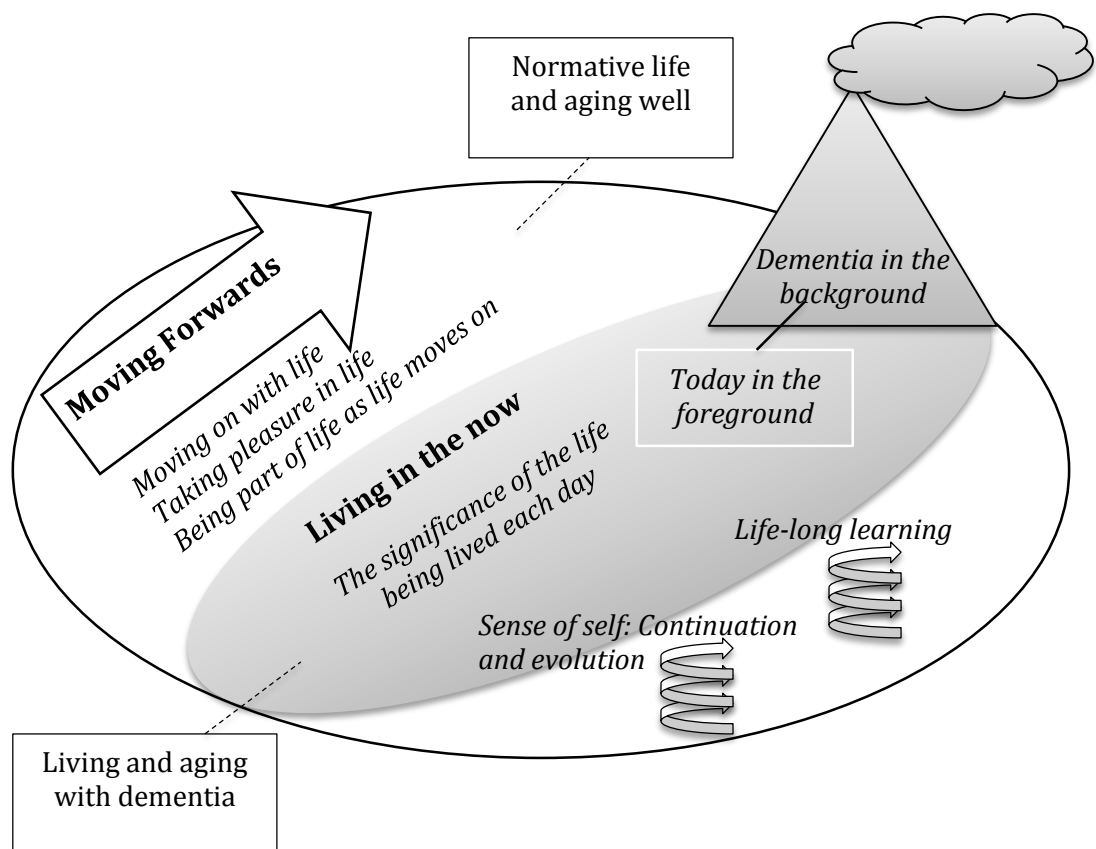 Normative life
and aging well
Dementia in the
background
Moving Forwards
Moving on with life
Taking pleasure in life
Being part of life as life moves on
Today in the
foreground
Living in the now
The significance of the life
being lived each day
Life-long learning
Sense of self: Continuation
and evolution
Living and aging
with dementia